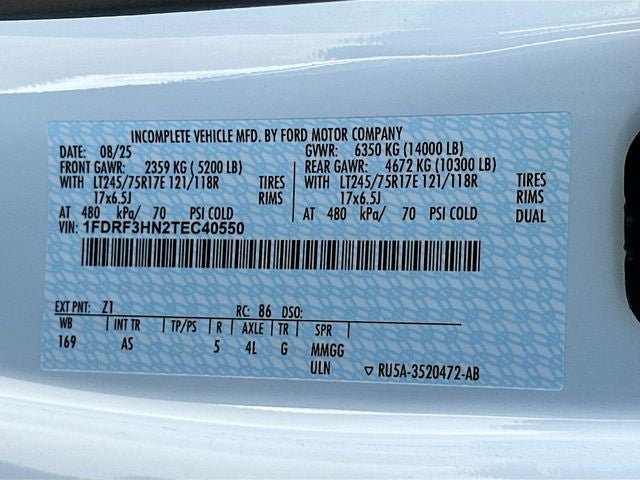 INCOMPLETE VEHICLE MFD. BY FORD MOTOR COMPANY
DATE: 08/25 GVWR: 6350 KG (14000 LB)
FRONT GAWR: 2359 KG ( 5200 LB) REAR GAWR: 4672 KG (10300 LB)
WITH LT245/75R17E 121/118R TIRES WITH LT245/75R17E 121/118R TIRES
17x6.5J RIMS 17x6.5J RIMS
AT 480 kPa/ 70 PSI COLD AT 480 kPa/ 70 PSI COLD DUAL
VIN: 1FDRF3HN2TEC40550
EXT PNT: Z1 RC: 86 DSO:
WB INT TR TP/PS R AXLE TR SPR
169 AS 5 4L G MMGG
ULN ▽ RU5A-3520472-AB